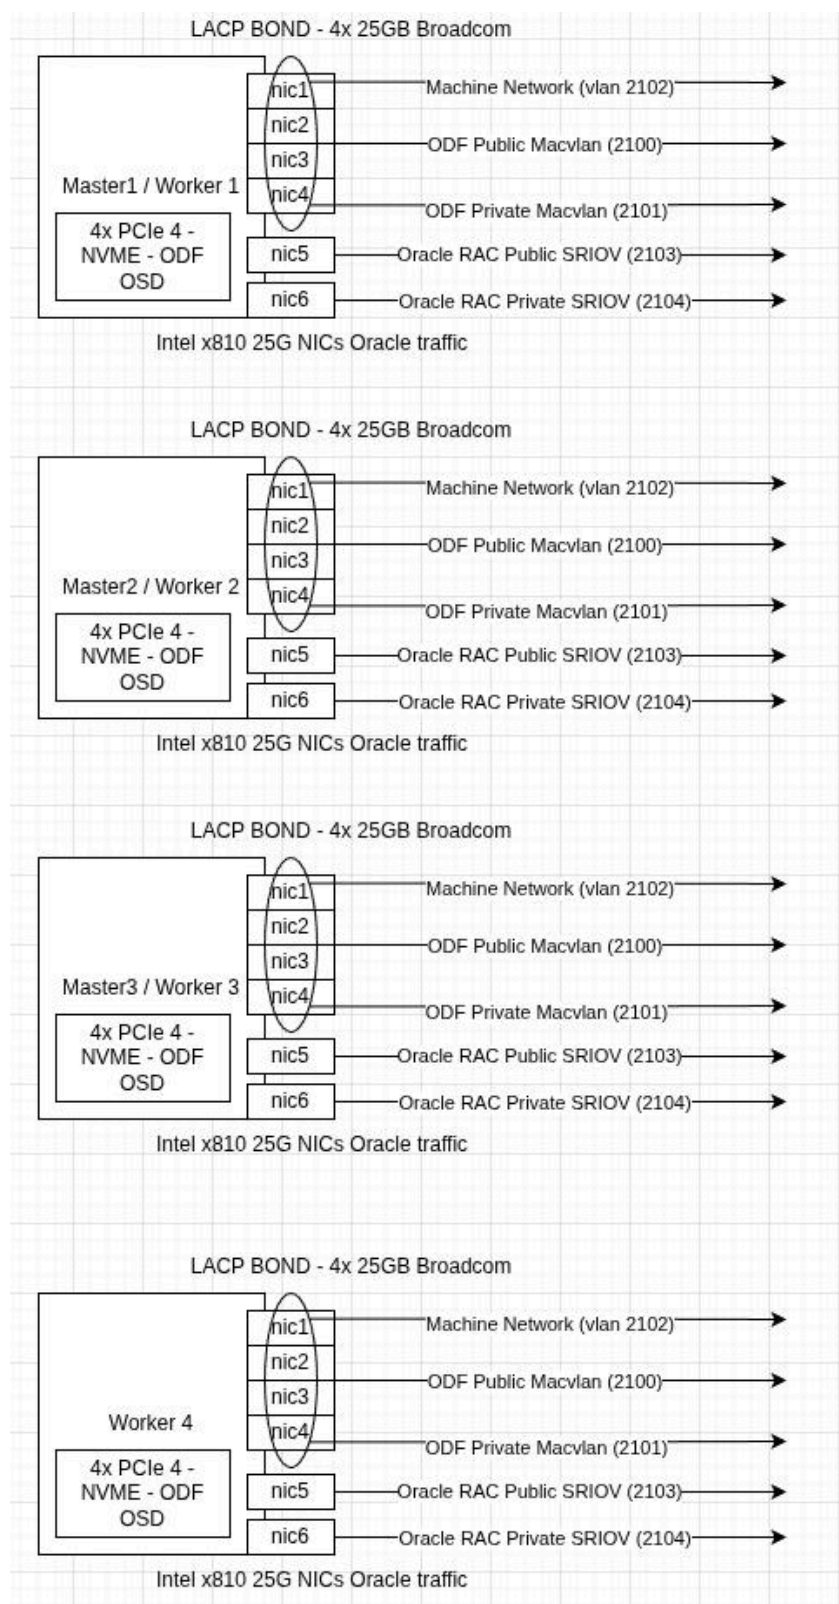 LACP BOND - 4x 25GB Broadcom
nic1
Machine Network (vlan 2102)
nic2
ODF Public Macvlan (2100)
nic3
Master1 / Worker 1
nic4
ODF Private Macvlan (2101)
4x PCIe 4 -
NVME - ODF
OSD
nic5
Oracle RAC Public SRIOV (2103)
nic6
Oracle RAC Private SRIOV (2104)
Intel x810 25G NICs Oracle traffic
LACP BOND - 4x 25GB Broadcom
nic1
Machine Network (vlan 2102)
nic2
ODF Public Macvlan (2100)
nic3
Master2 / Worker 2
nic4
ODF Private Macvlan (2101)
4x PCIe 4 -
NVME - ODF
OSD
nic5
Oracle RAC Public SRIOV (2103)
nic6
Oracle RAC Private SRIOV (2104)
Intel x810 25G NICs Oracle traffic
LACP BOND - 4x 25GB Broadcom
nic1
Machine Network (vlan 2102)
nic2
ODF Public Macvlan (2100)
nic3
Master3 / Worker 3
nic4
ODF Private Macvlan (2101)
4x PCIe 4 -
NVME - ODF
OSD
nic5
Oracle RAC Public SRIOV (2103)
nic6
Oracle RAC Private SRIOV (2104)
Intel x810 25G NICs Oracle traffic
LACP BOND - 4x 25GB Broadcom
nic1
Machine Network (vlan 2102)
nic2
ODF Public Macvlan (2100)
nic3
Worker 4
nic4
ODF Private Macvlan (2101)
4x PCIe 4 -
NVME - ODF
OSD
nic5
Oracle RAC Public SRIOV (2103)
nic6
Oracle RAC Private SRIOV (2104)
Intel x810 25G NICs Oracle traffic